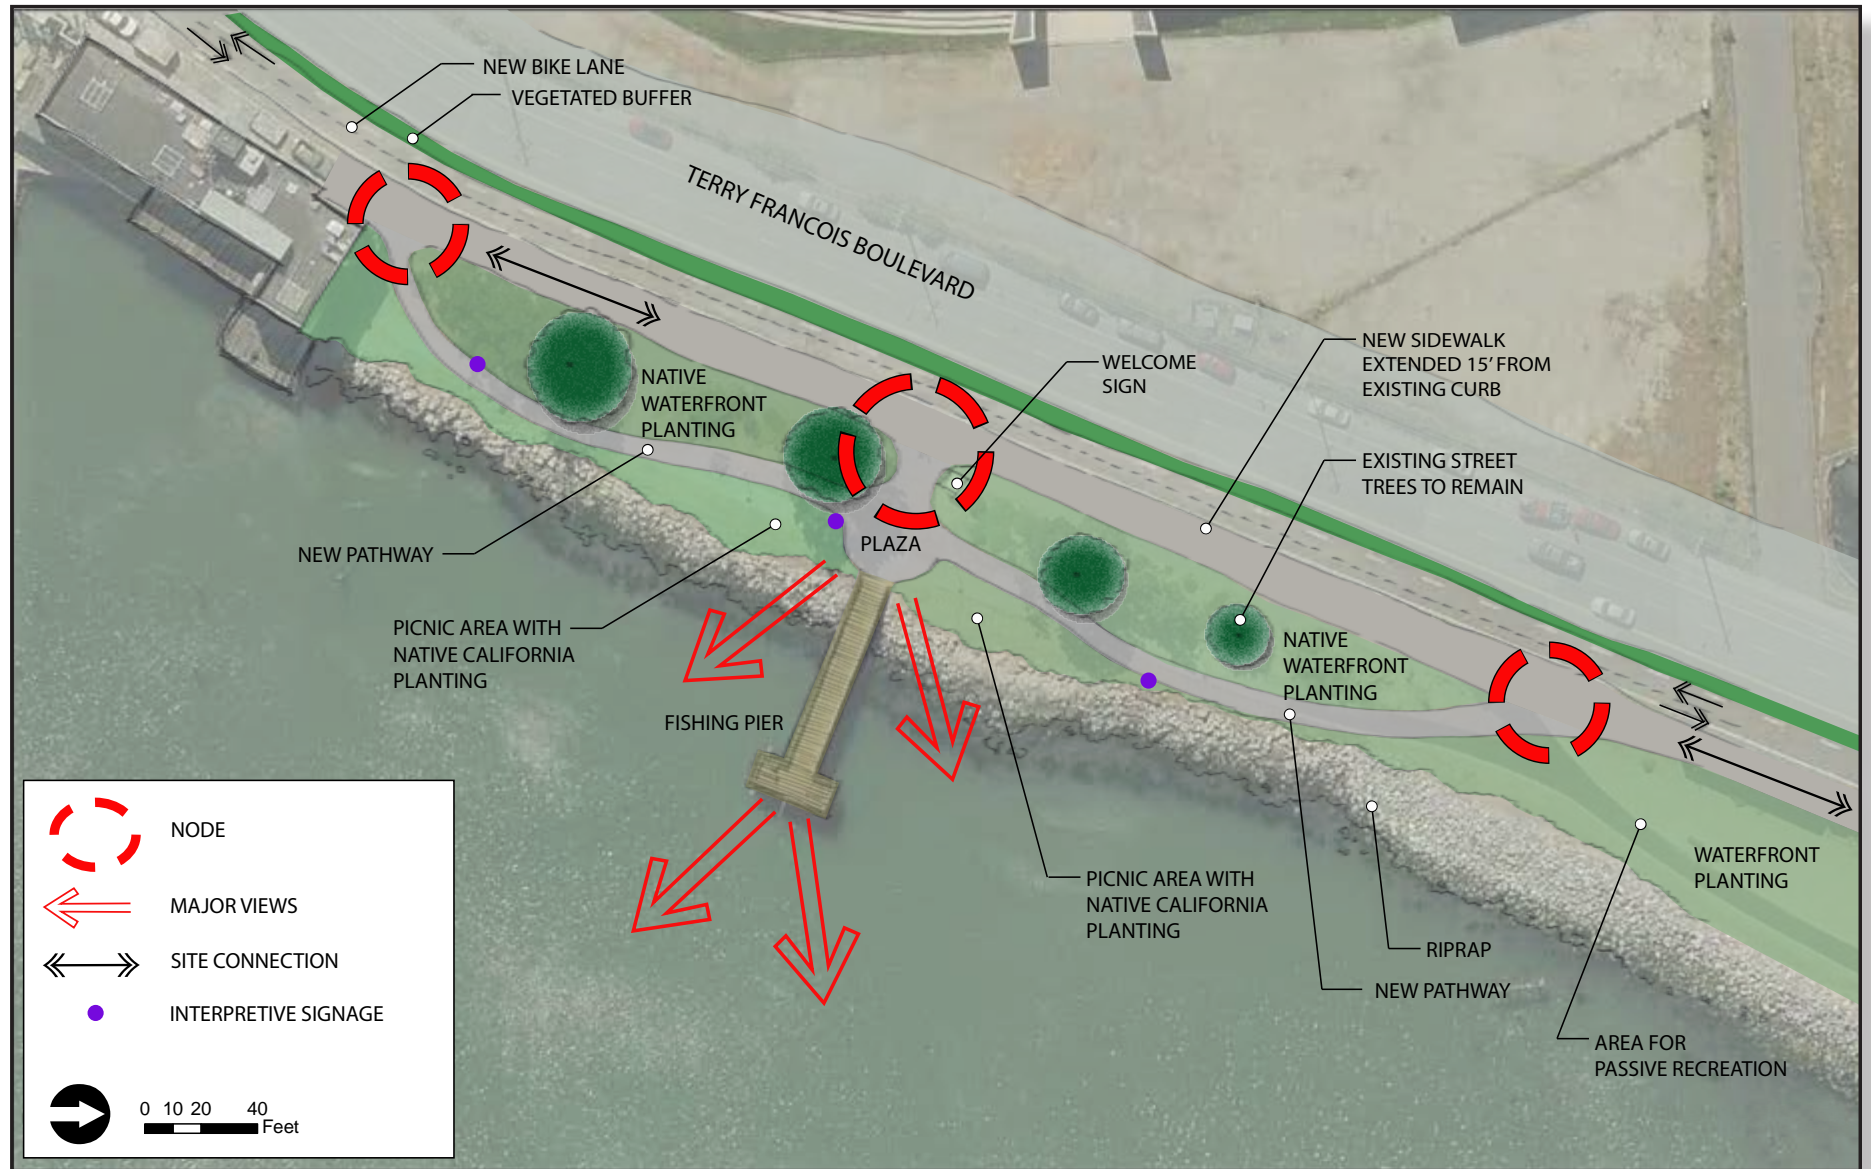 NEW BIKE LANE
VEGETATED BUFFER
TERRY FRANCOIS BOULEVARD
NEW SIDEWALK
EXTENDED 15’ FROM
EXISTING CURB
WELCOME
SIGN
NATIVE
WATERFRONT
PLANTING
EXISTING STREET
TREES TO REMAIN
PLAZA
NEW PATHWAY
PICNIC AREA WITH
NATIVE CALIFORNIA
PLANTING
NATIVE
WATERFRONT
PLANTING
FISHING PIER
WATERFRONT
PLANTING
PICNIC AREA WITH
NATIVE CALIFORNIA
PLANTING
RIPRAP
NEW PATHWAY
AREA FOR
PASSIVE RECREATION
NODE
MAJOR VIEWS
SITE CONNECTION
INTERPRETIVE SIGNAGE
0 10 20 40
Feet